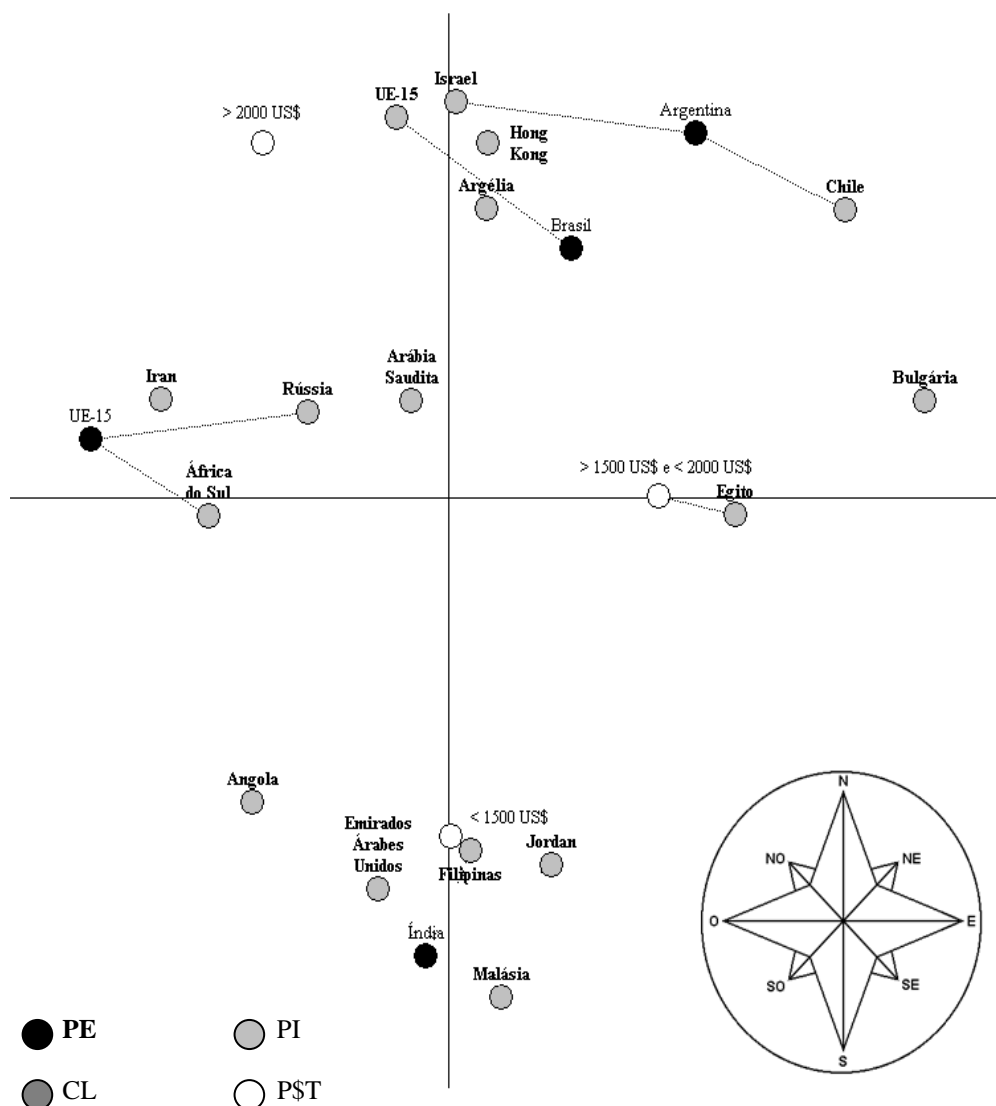 Israel
UE-15
> 2000 US$
Argentina
Hong
Kong
Argélia
Chile
Brasil
Arábia
Saudita
Iran
Rússia
Bulgária
UE-15
> 1500 US$ e < 2000 US$
África
do Sul
Egito
Angola
Emirados
Árabes
Unidos
< 1500 US$
Jordan
Filipinas
Índia
Malásia
N
NO
NE
O
E
SO
SE
S
PE
PI
CL
P$T